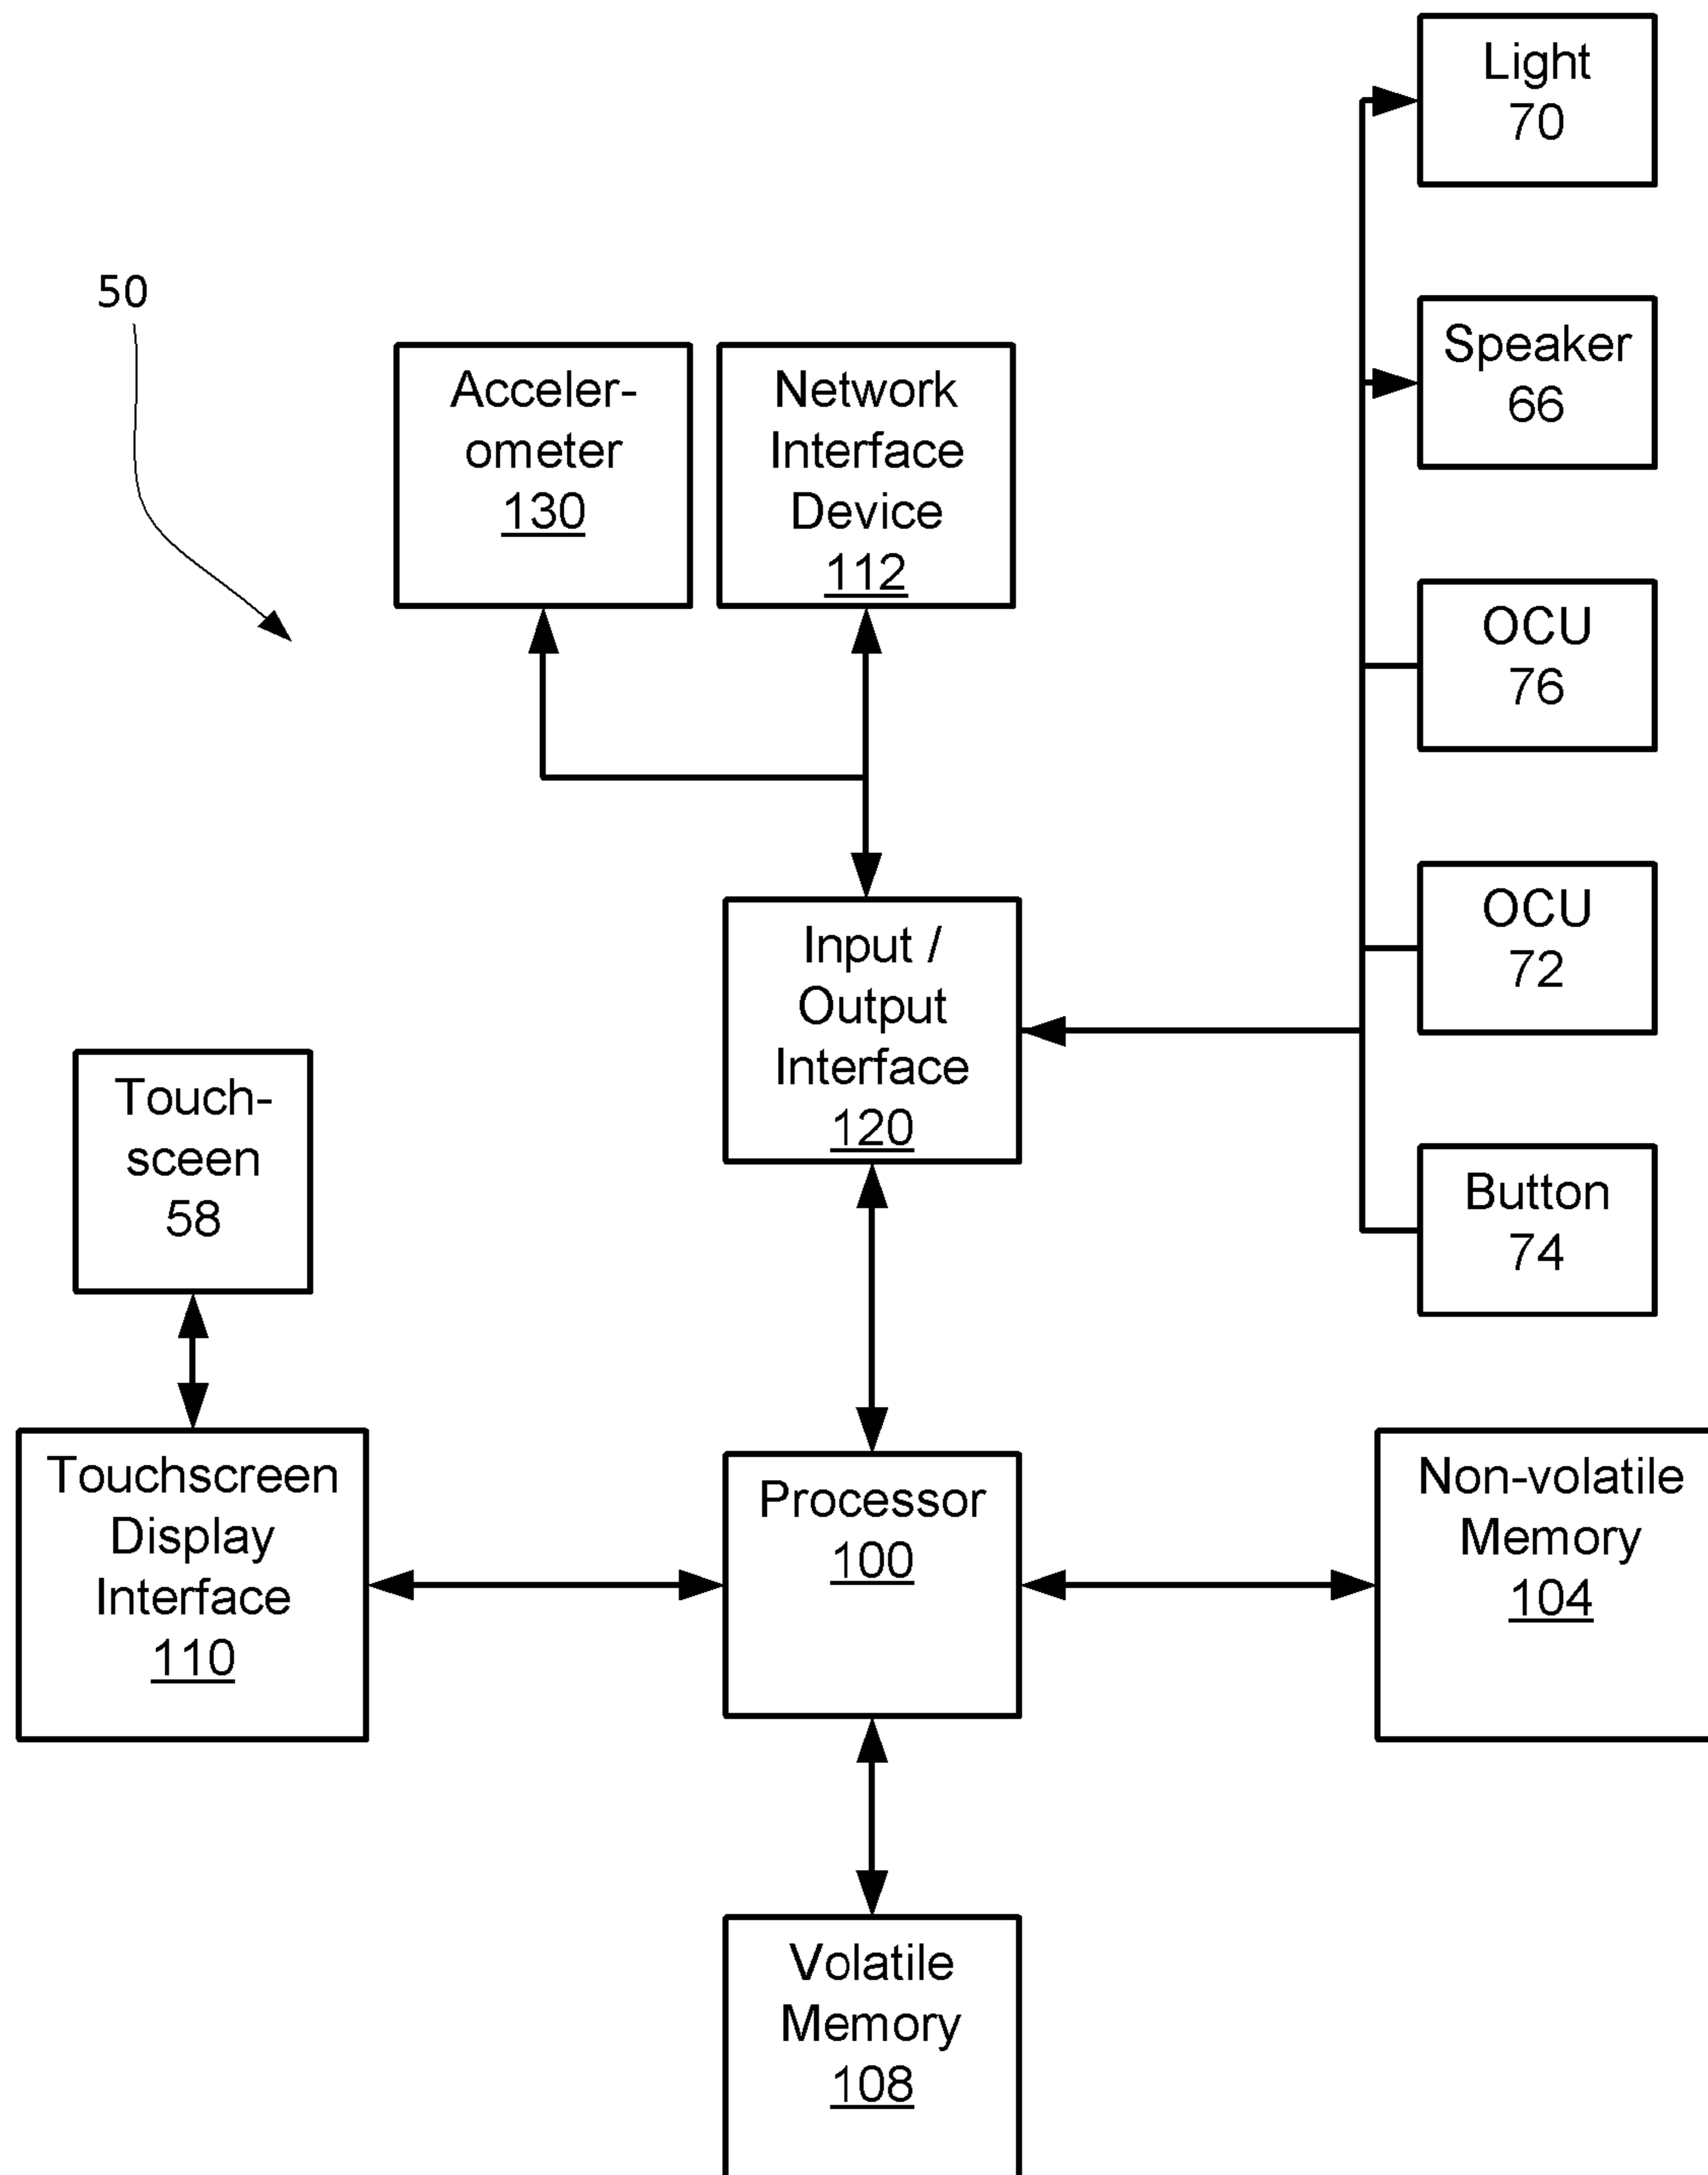 Light
70
50
Speaker
66
Acceler-
ometer
130
Network
Interface
Device
112
OCU
76
OCU
72
Input /
Output
Interface
120
Touch-
sceen
58
Button
74
Touchscreen
Display
Interface
110
Processor
100
Non-volatile
Memory
104
Volatile
Memory
108